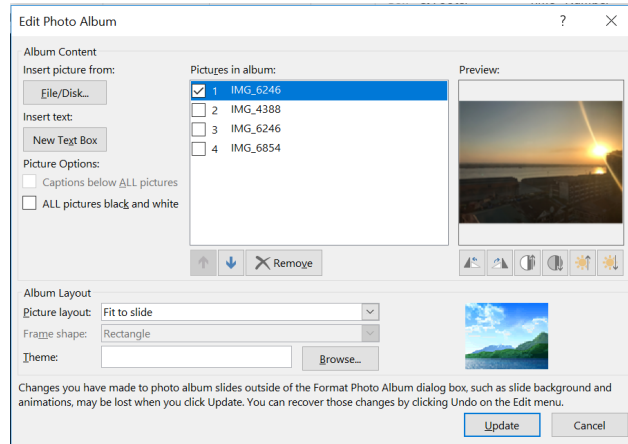 Edit Photo Album
Album Content
Insert picture from:
File/Disk...
Insert text:
New Text Box
Picture Options:
Captions below ALL pictures
ALL pictures black and white
Pictures in album:
1 IMG_6246
2 IMG_4388
3 IMG_6246
4 IMG_6854
Remove
Preview:
Album Layout
Picture layout: Fit to slide
Frame shape: Rectangle
Theme:
Browse...
Changes you have made to photo album slides outside of the Format Photo Album dialog box, such as slide background and
animations, may be lost when you click Update. You can recover those changes by clicking Undo on the Edit menu.
Update
Cancel